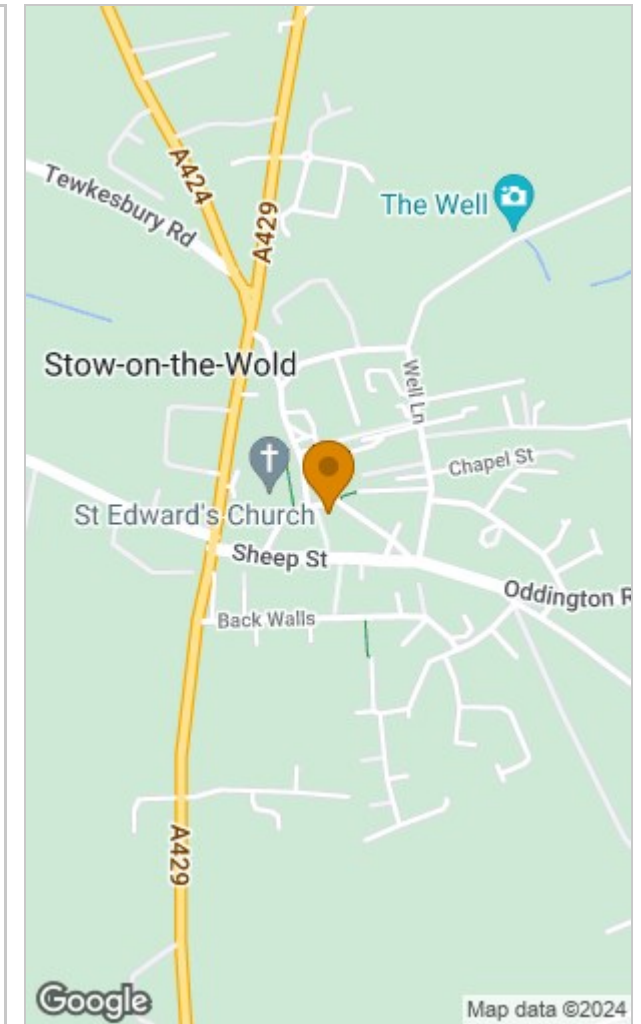 A424
A429
Tewkesbury Rd
The Well
Stow-on-the-Wold
Well Ln
Chapel St
St Edward's Church
Sheep St
Oddington R
Back Walls
A429
Google
Map data ©2024